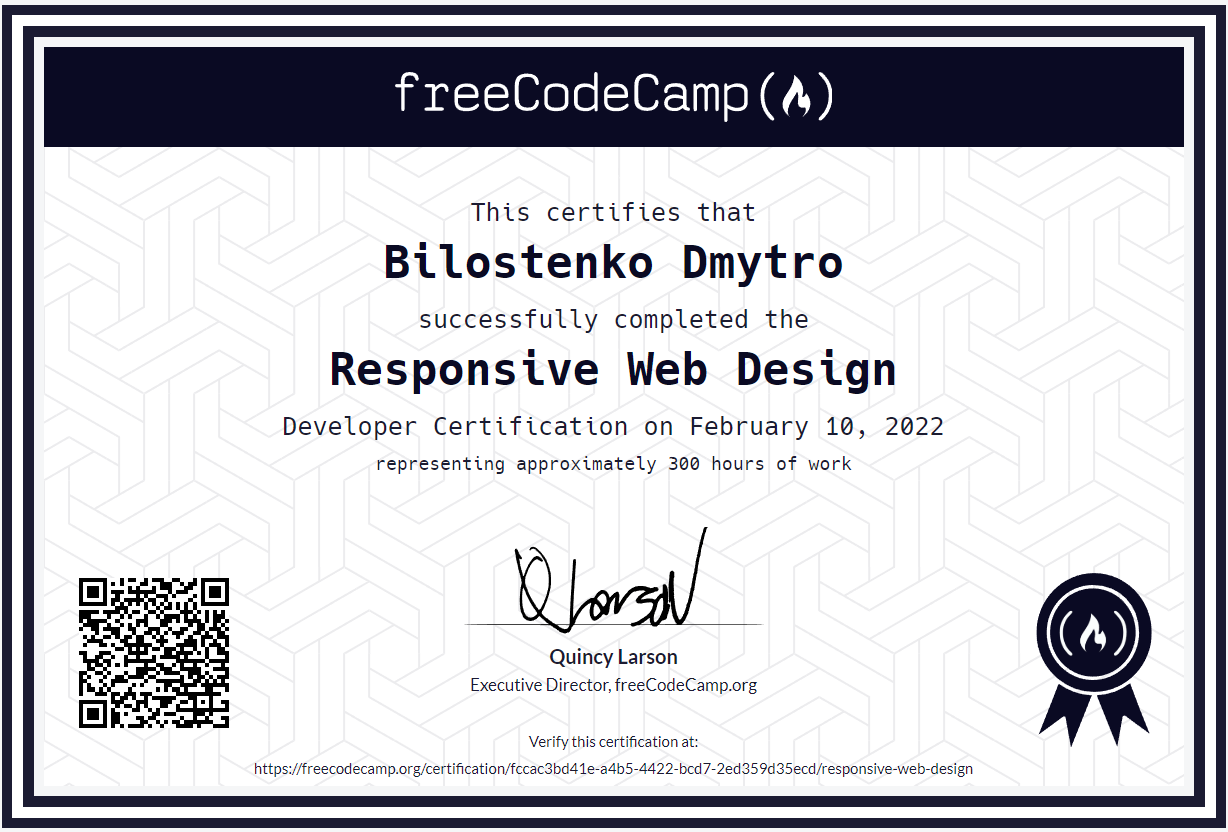 freeCodeCamp
This certifies that
Bilostenko Dmytro
successfully completed the
Responsive Web Design
Developer Certification on February 10, 2022
representing approximately 300 hours of work
Q Larson
Quincy Larson
Executive Director, freeCodeCamp.org
Verify this certification at:
https://freecodecamp.org/certification/fccac3bd41e-a4b5-4422-bcd7-2ed359d35ecd/responsive-web-design